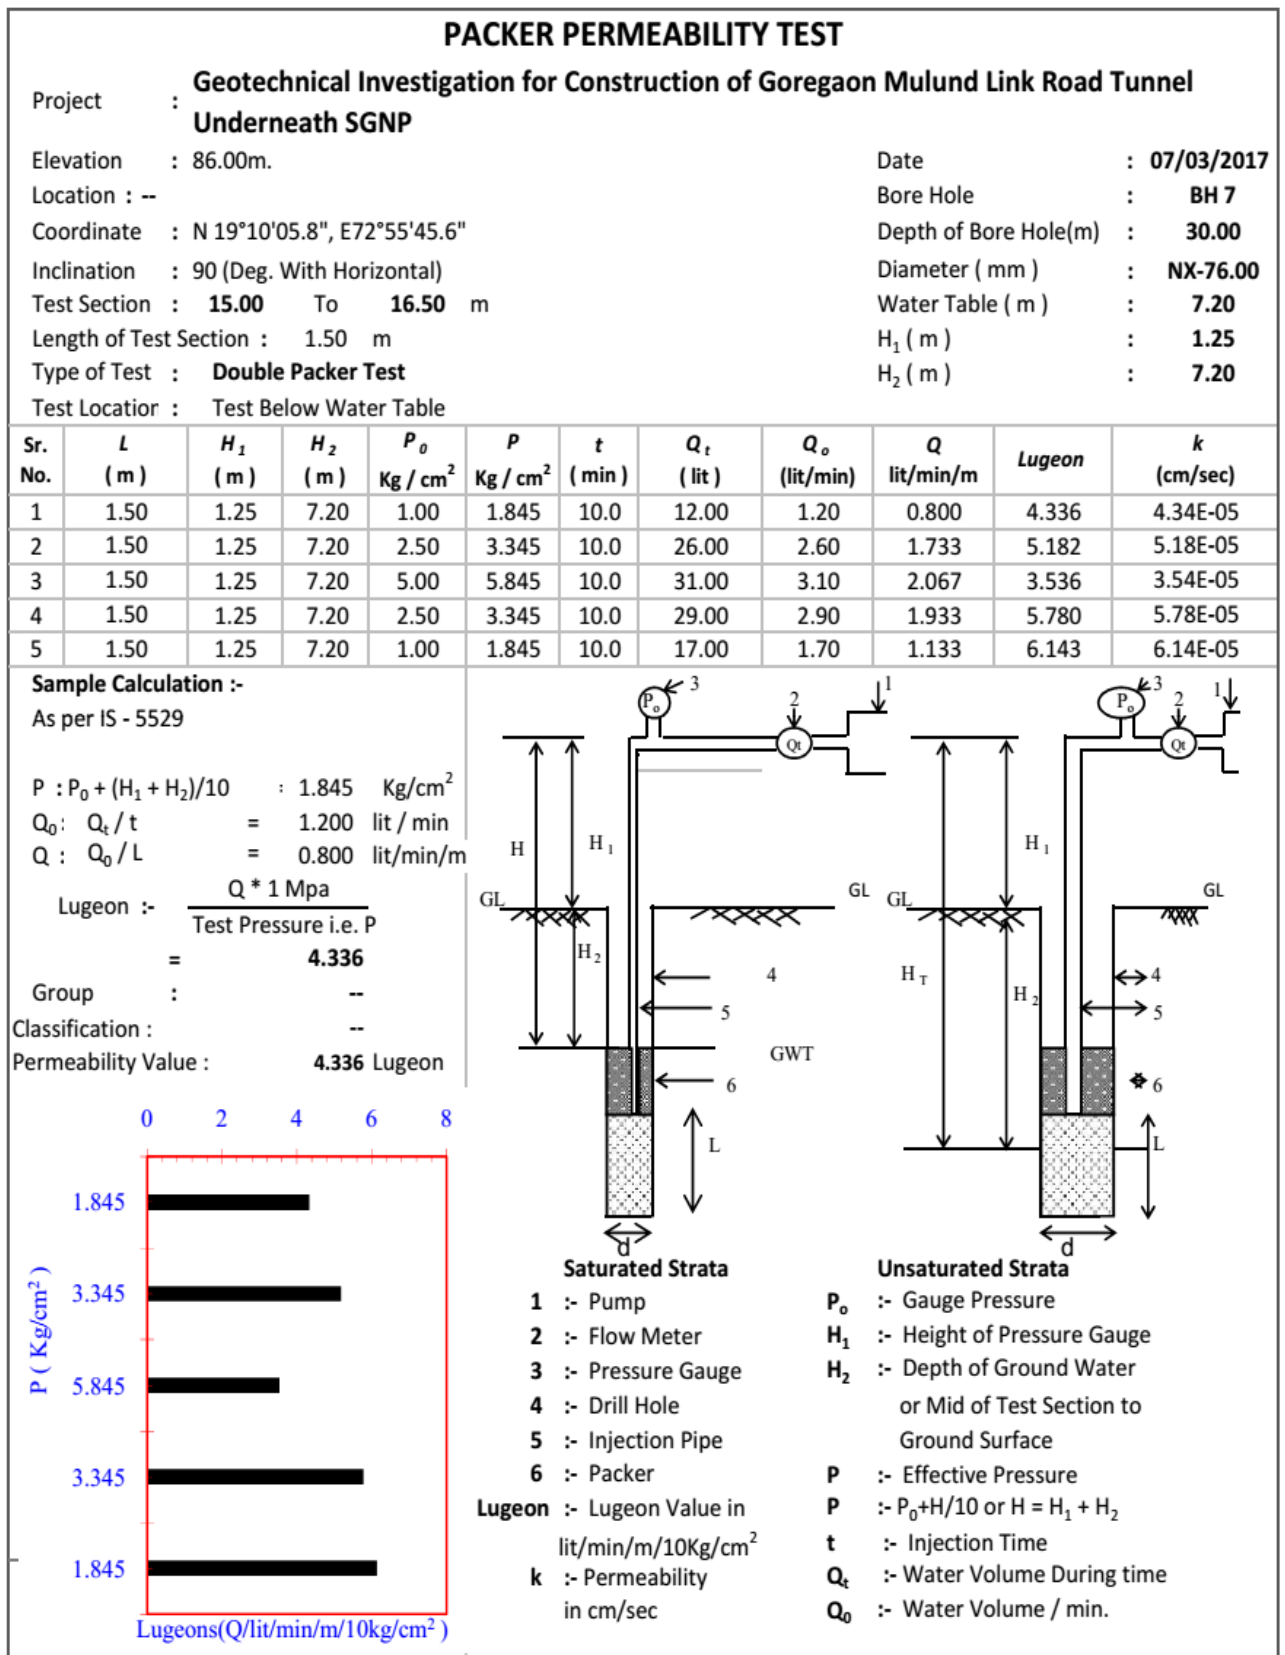 PACKER PERMEABILITY TEST
Project : Geotechnical Investigation for Construction of Goregaon Mulund Link Road Tunnel
Underneath SGNP
Elevation : 86.00m. Date : 07/03/2017
Location : -- Bore Hole : BH 7
Coordinate : N 19°10'05.8", E72°55'45.6" Depth of Bore Hole(m) : 30.00
Inclination : 90 (Deg. With Horizontal) Diameter ( mm ) : NX-76.00
Test Section : 15.00 To 16.50 m Water Table ( m ) : 7.20
Length of Test Section : 1.50 m H1 ( m ) : 1.25
Type of Test : Double Packer Test H2 ( m ) : 7.20
Test Location : Test Below Water Table
Sr. L H1 H2 P0 P t Qt Qo Q Lugeon k
No. ( m ) ( m ) ( m ) Kg / cm² Kg / cm² ( min ) ( lit ) (lit/min) lit/min/m (cm/sec)
1 1.50 1.25 7.20 1.00 1.845 10.0 12.00 1.20 0.800 4.336 4.34E-05
2 1.50 1.25 7.20 2.50 3.345 10.0 26.00 2.60 1.733 5.182 5.18E-05
3 1.50 1.25 7.20 5.00 5.845 10.0 31.00 3.10 2.067 3.536 3.54E-05
4 1.50 1.25 7.20 2.50 3.345 10.0 29.00 2.90 1.933 5.780 5.78E-05
5 1.50 1.25 7.20 1.00 1.845 10.0 17.00 1.70 1.133 6.143 6.14E-05
Sample Calculation :-
As per IS - 5529
P : P0 + (H1 + H2)/10 : 1.845 Kg/cm²
Q0 : Qt / t = 1.200 lit / min
Q : Q0 / L = 0.800 lit/min/m
Q * 1 Mpa
Lugeon :-
Test Pressure i.e. P
= 4.336
Group : --
Classification : --
Permeability Value : 4.336 Lugeon
0 2 4 6 8
1.845
3.345
5.845
3.345
1.845
P ( Kg/cm² )
Lugeons(Q/lit/min/m/10kg/cm² )
Po 3
2
1
Qt
H
H1
GL
GL
H2
4
5
GWT
6
L
d
Po 3
2
1
Qt
H1
GL
GL
HT
H2
4
5
6
L
d
Saturated Strata
1 :- Pump
2 :- Flow Meter
3 :- Pressure Gauge
4 :- Drill Hole
5 :- Injection Pipe
6 :- Packer
Lugeon :- Lugeon Value in
lit/min/m/10Kg/cm²
k :- Permeability
in cm/sec
Unsaturated Strata
Po :- Gauge Pressure
H1 :- Height of Pressure Gauge
H2 :- Depth of Ground Water
or Mid of Test Section to
Ground Surface
P :- Effective Pressure
P :- P0+H/10 or H = H1 + H2
t :- Injection Time
Qt :- Water Volume During time
Q0 :- Water Volume / min.